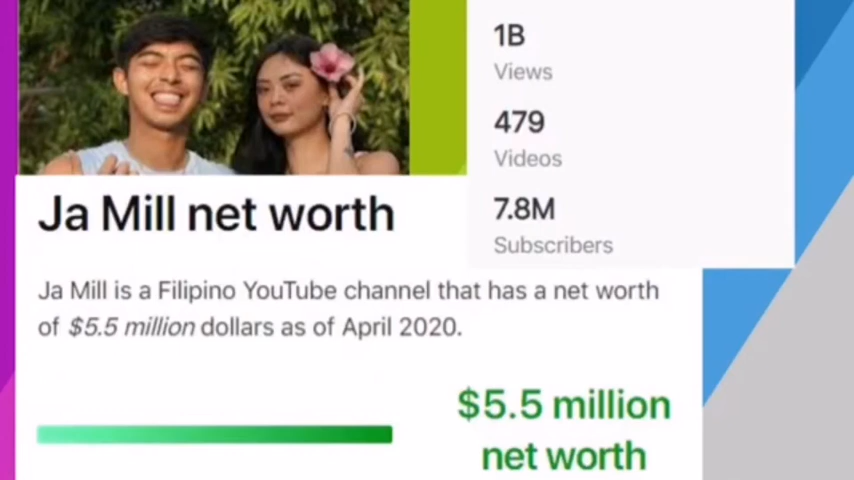 1B
Views
479
Videos
7.8M
Subscribers
Ja Mill net worth
Ja Mill is a Filipino YouTube channel that has a net worth
of $5.5 million dollars as of April 2020.
$5.5 million
net worth